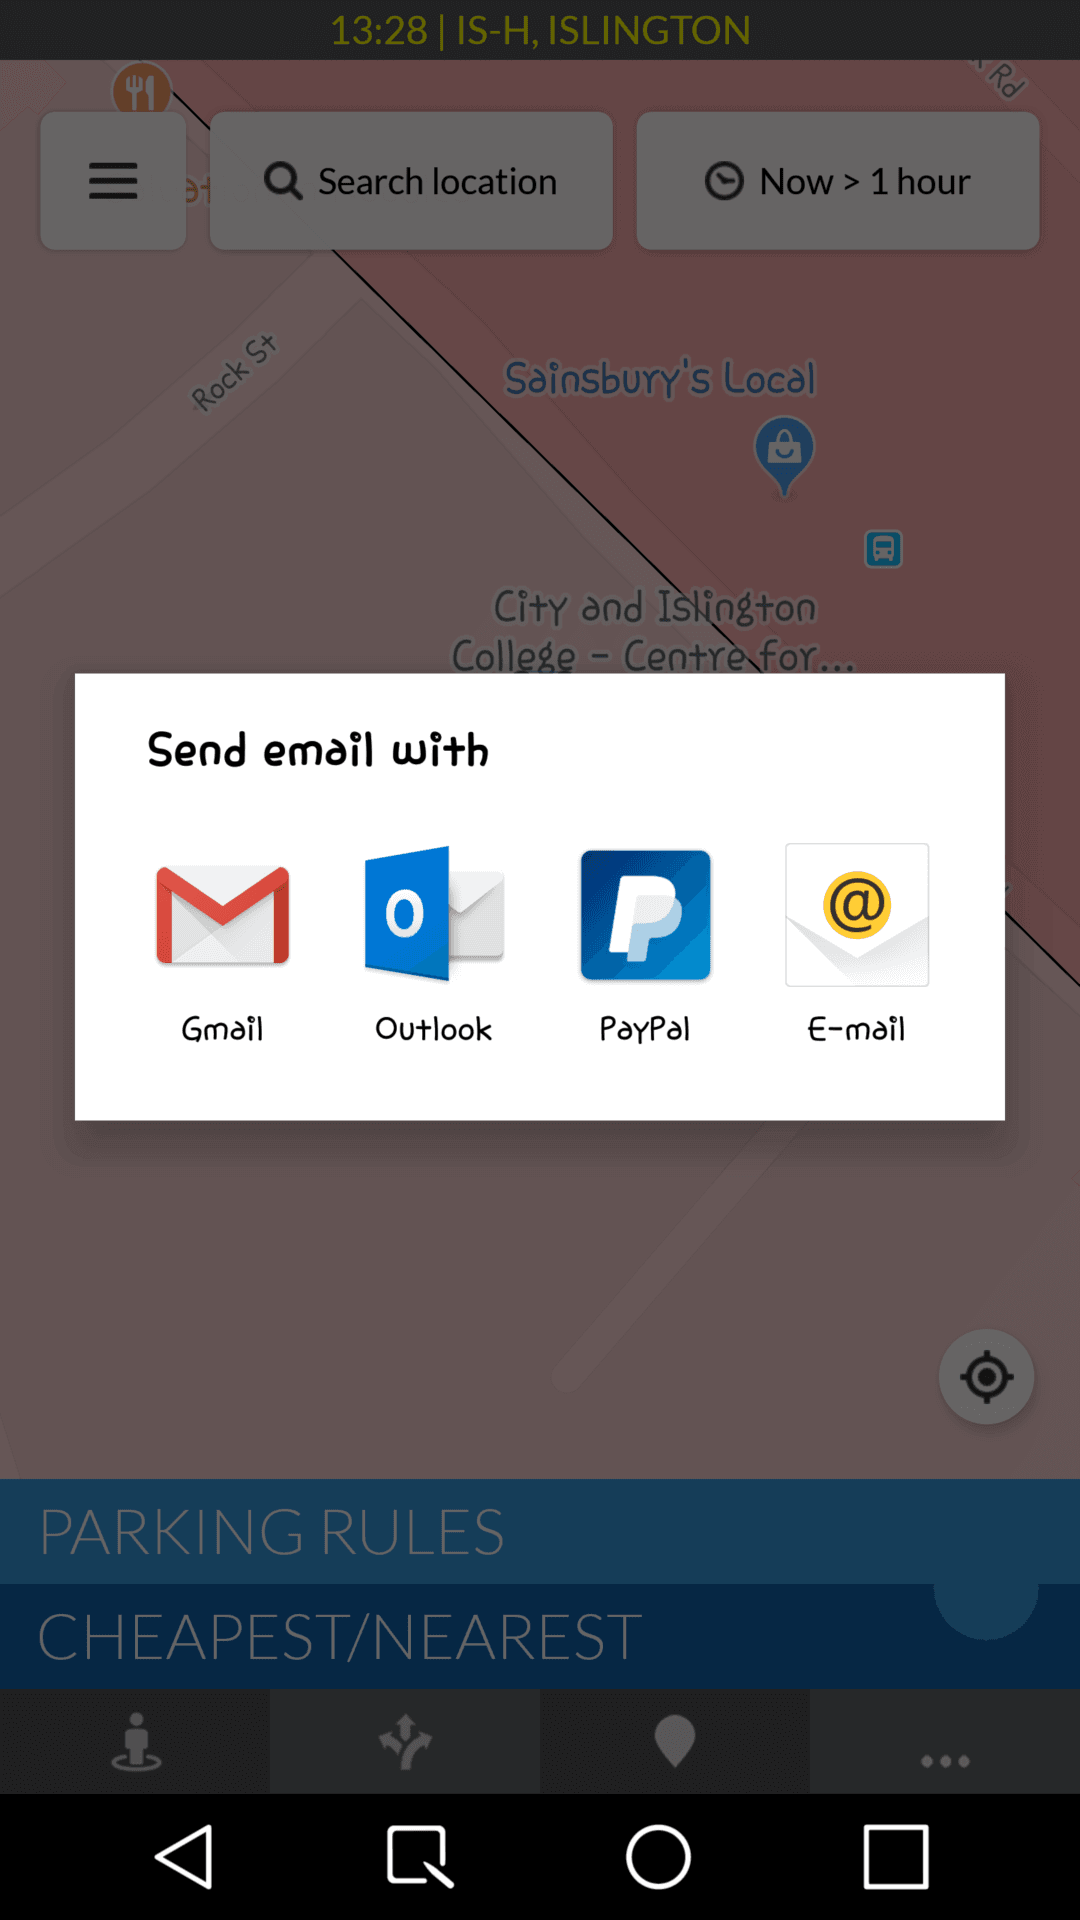 13:28 | IS-H, ISLINGTON
Rd
Search location
Now > 1 hour
Rock St
Sainsbury's Local
City and Islington
College - Centre for...
Send email with
Gmail
Outlook
PayPal
E-mail
PARKING RULES
CHEAPEST/NEAREST